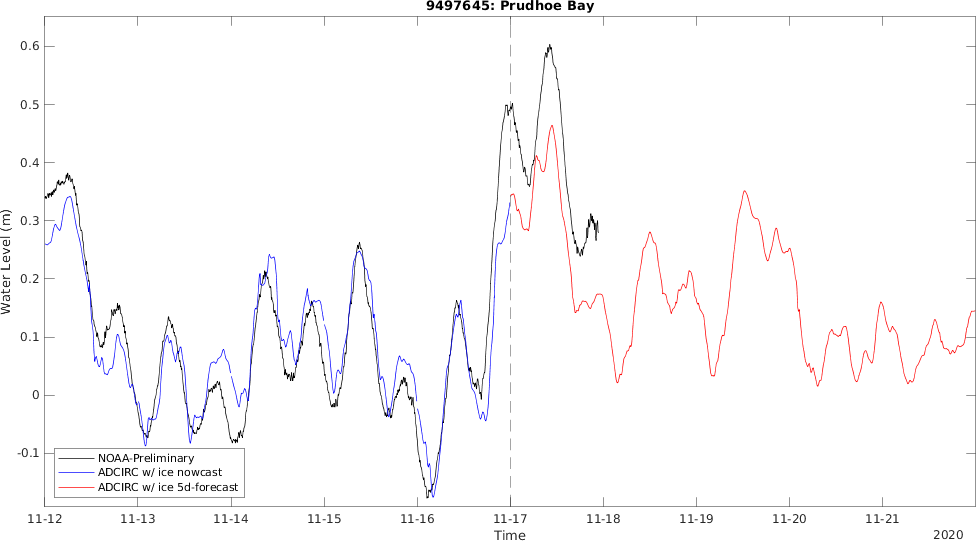 9497645: Prudhoe Bay
Water Level (m)
0.6
0.5
0.4
0.3
0.2
0.1
0
-0.1
NOAA-Preliminary
ADCIRC w/ ice nowcast
ADCIRC w/ ice 5d-forecast
11-12 11-13 11-14 11-15 11-16 11-17 11-18 11-19 11-20 11-21
Time
2020